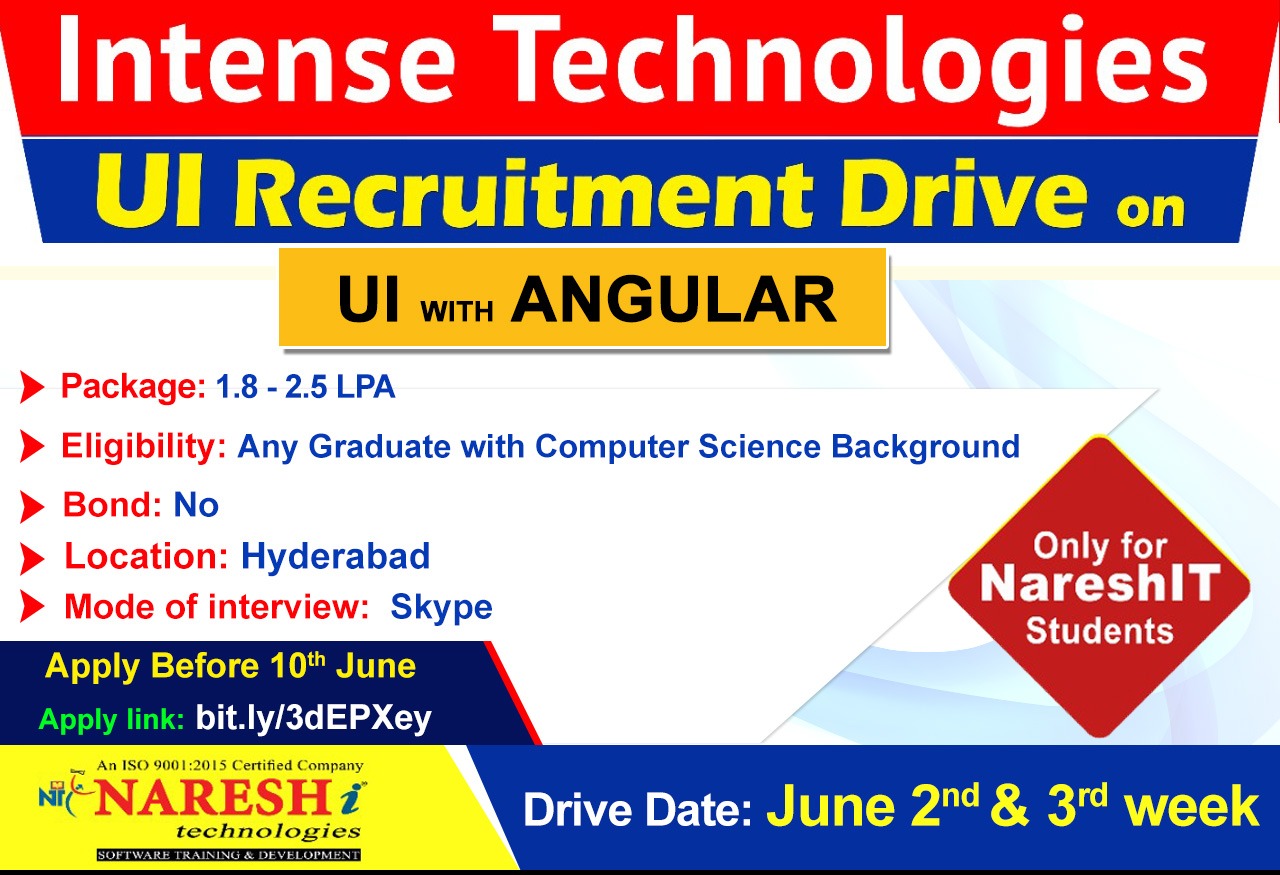 Intense Technologies
UI Recruitment Drive on
UI WITH ANGULAR
Package: 1.8 - 2.5 LPA
Eligibility: Any Graduate with Computer Science Background
Bond: No
Location: Hyderabad
Mode of interview: Skype
Only for
NareshIT
Students
Apply Before 10th June
Apply link: bit.ly/3dEPXey
An ISO 9001:2015 Certified Company
NARESH i
technologies
SOFTWARE TRAINING & DEVELOPMENT
Drive Date: June 2nd & 3rd week